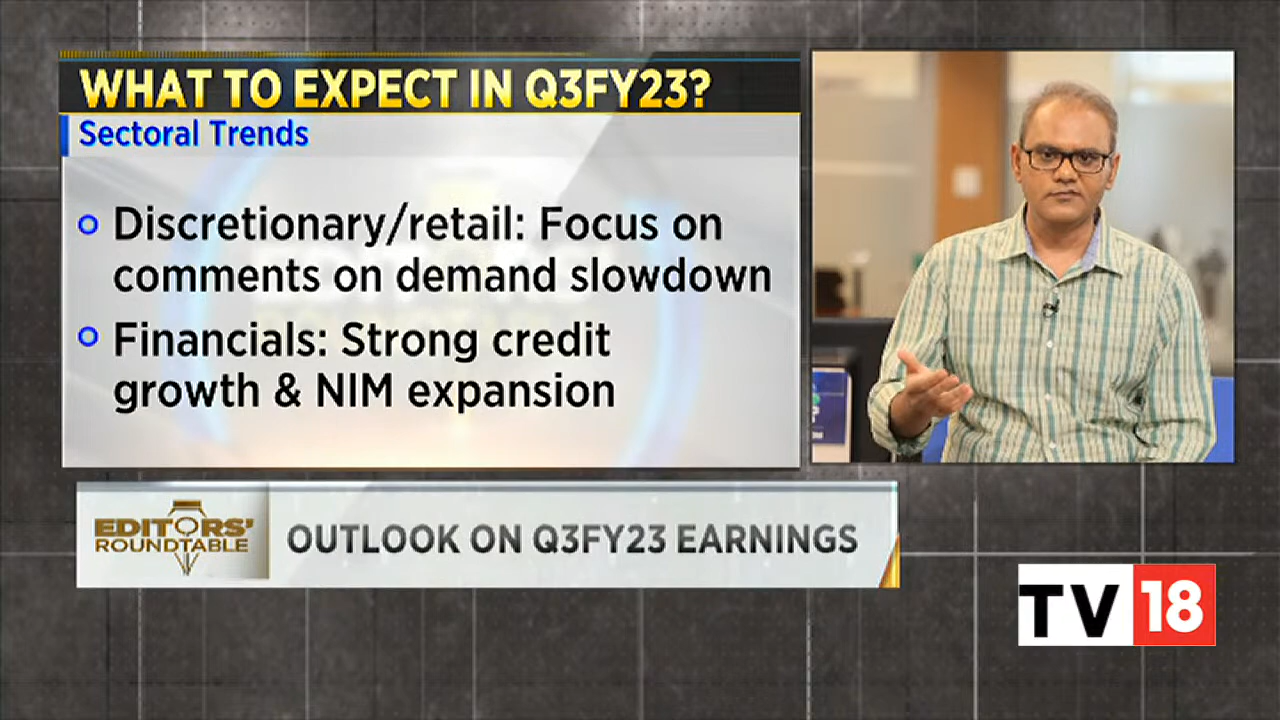 WHAT TO EXPECT IN Q3FY23?
Sectoral Trends
Discretionary/retail: Focus on
comments on demand slowdown
Financials: Strong credit
growth & NIM expansion
EDITORS'
ROUNDTABLE
OUTLOOK ON Q3FY23 EARNINGS
TV18